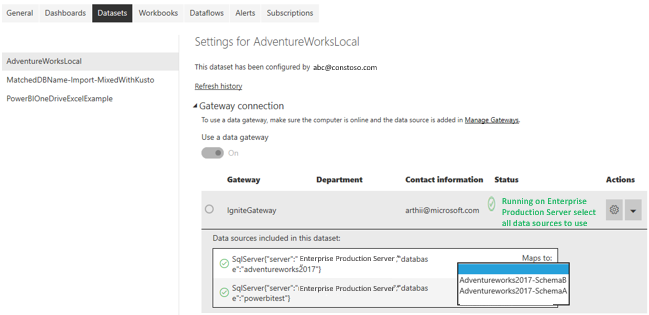 General Dashboards Datasets Workbooks Dataflows Alerts Subscriptions
Settings for AdventureWorksLocal
AdventureWorksLocal
MatchedDBName-Import-MixedWithKusto
PowerBIOneDriveExcelExample
This dataset has been configured by abc@constoso.com
Refresh history
Gateway connection
To use a data gateway, make sure the computer is online and the data source is added in Manage Gateways.
Use a data gateway
On
Gateway Department Contact information Status Actions
IgniteGateway arthii@microsoft.com Running on Enterprise
Production Server select
all data sources to use
Data sources included in this dataset:
SqlServer{"server":" Enterprise Production Server ","databas
e":"adventureworks2017"}
Maps to:
Adventureworks2017-SchemaB
Adventureworks2017-SchemaA
SqlServer{"server":"Enterprise Production Server","databas
e":"powerbitest"}